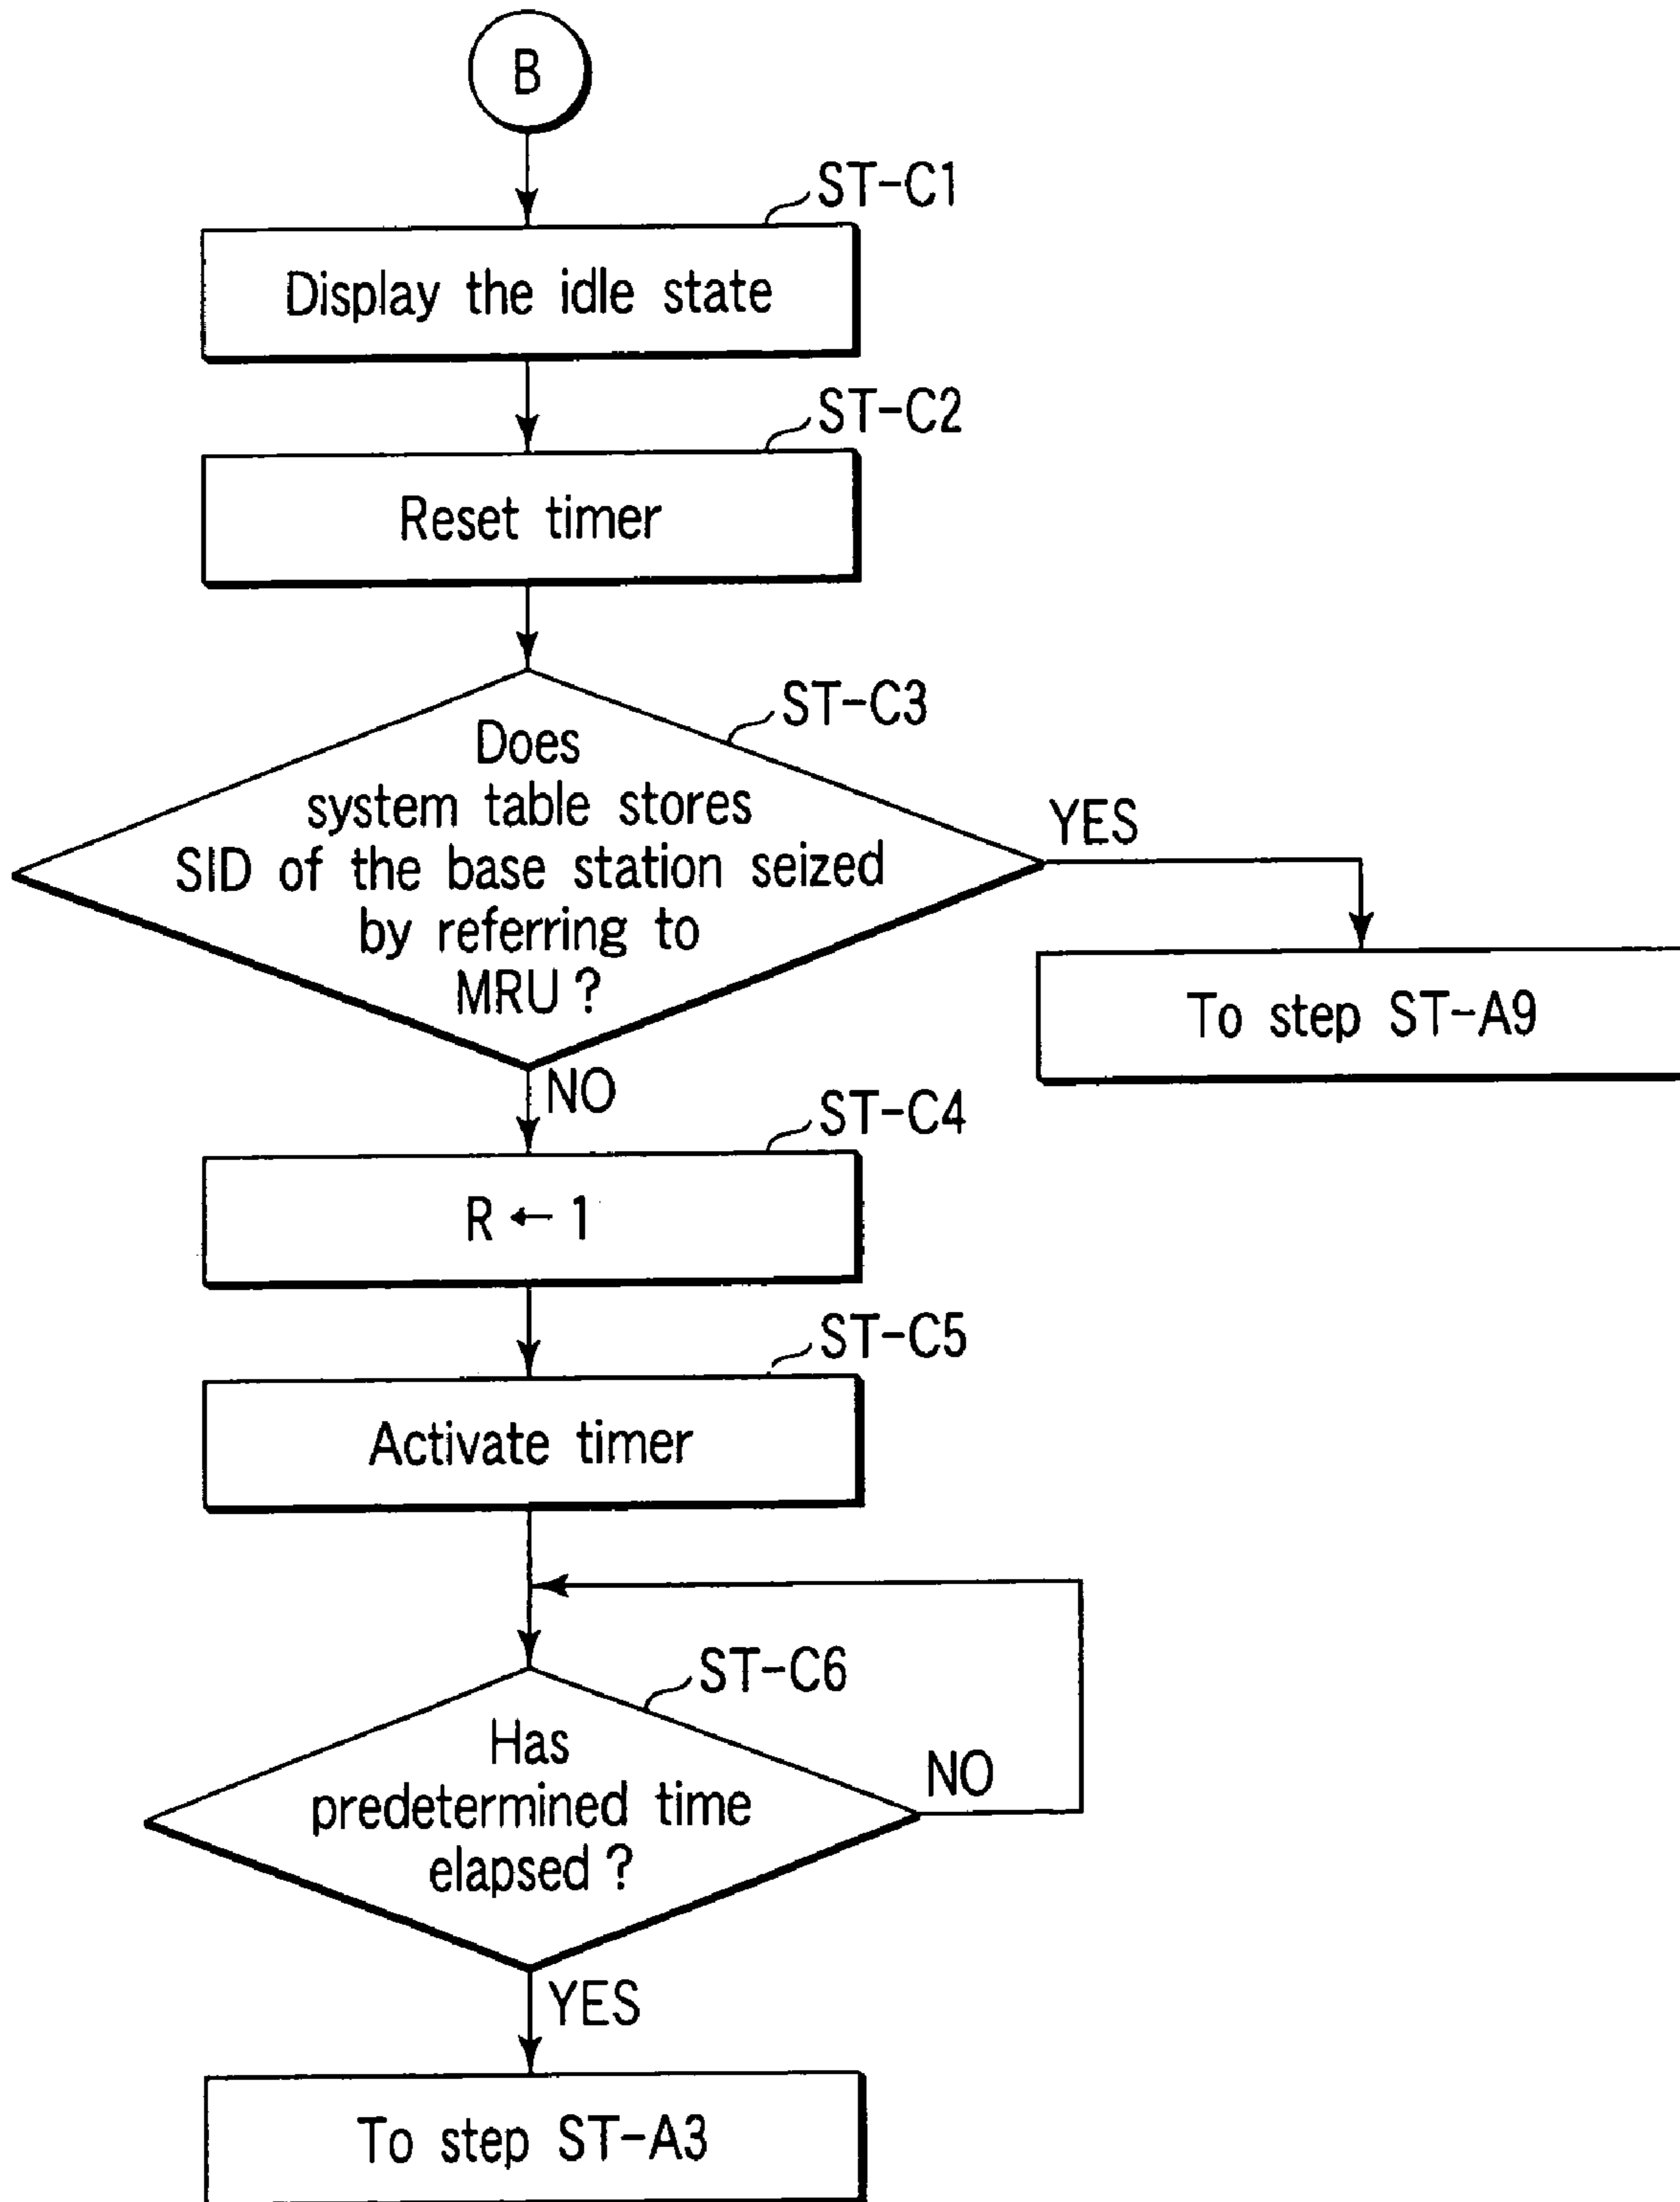 B
ST-C1
Display the idle state
ST-C2
Reset timer
ST-C3
Does
system table stores
SID of the base station seized
by referring to
MRU ?
YES
To step ST-A9
NO
ST-C4
R ← 1
ST-C5
Activate timer
ST-C6
Has
predetermined time
elapsed ?
NO
YES
To step ST-A3